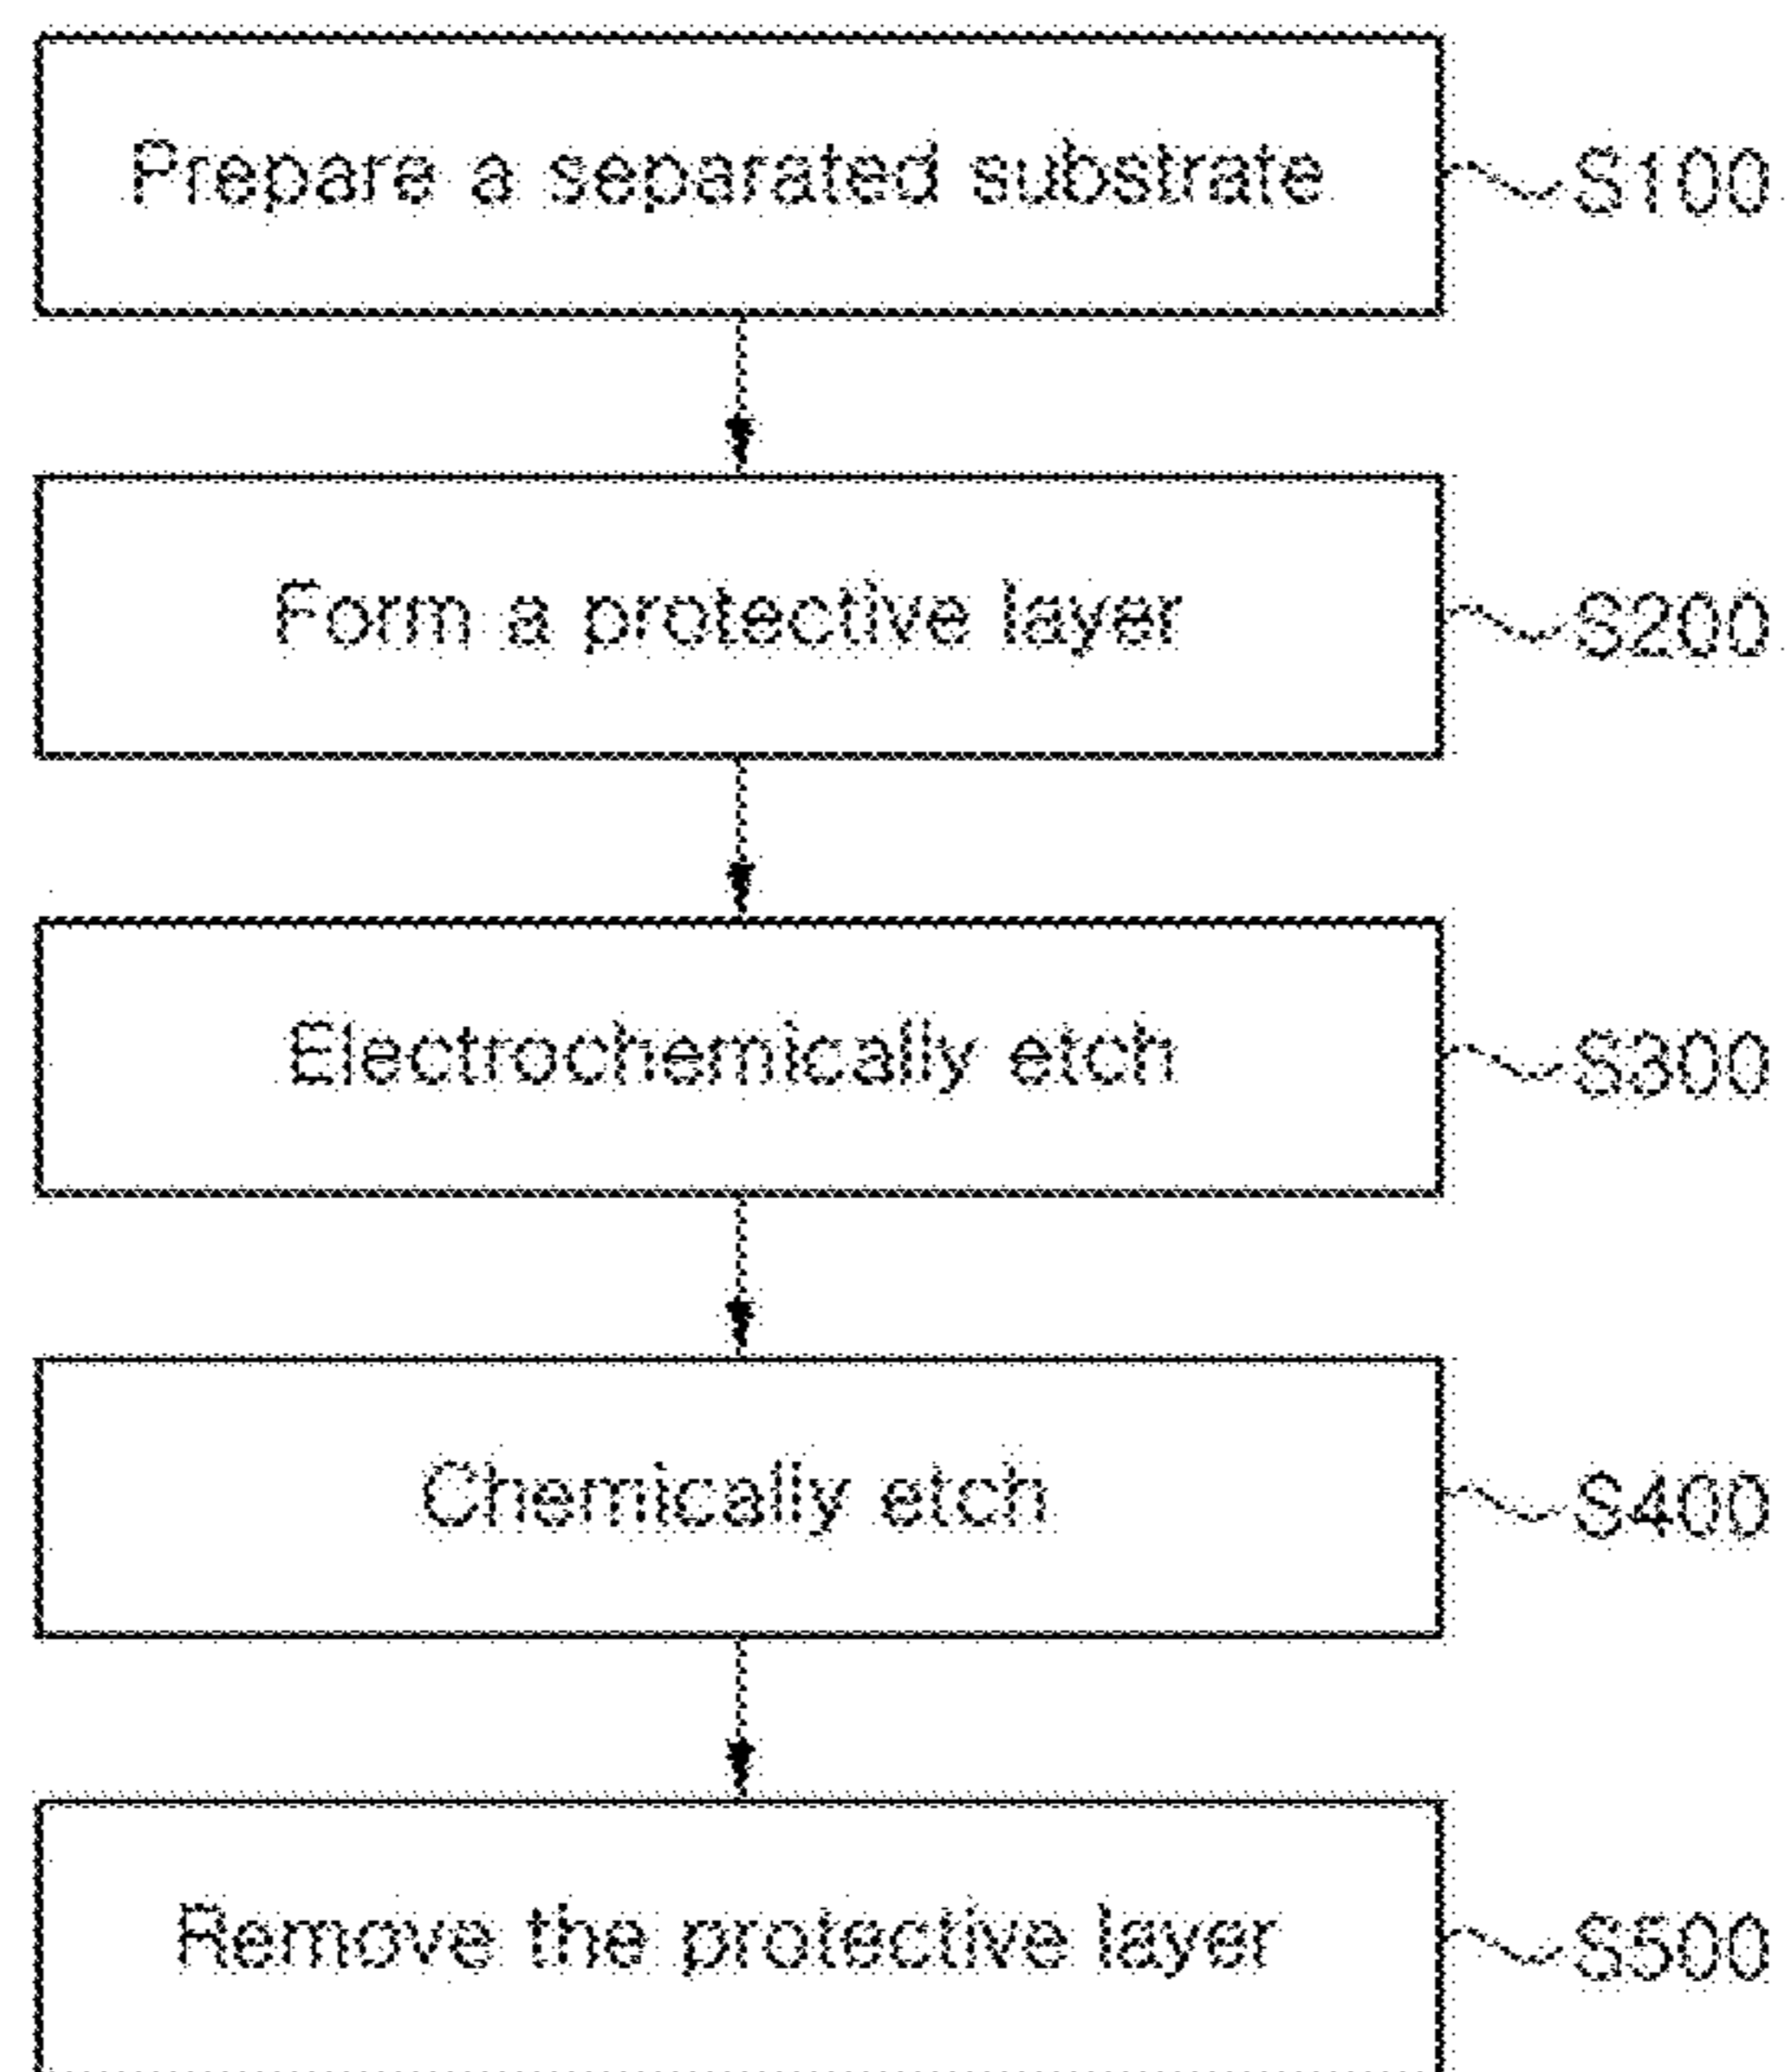 Prepare a separated substrate S100
Form a protective layer S200
Electrochemically etch S300
Chemically etch S400
Remove the protective layer S500